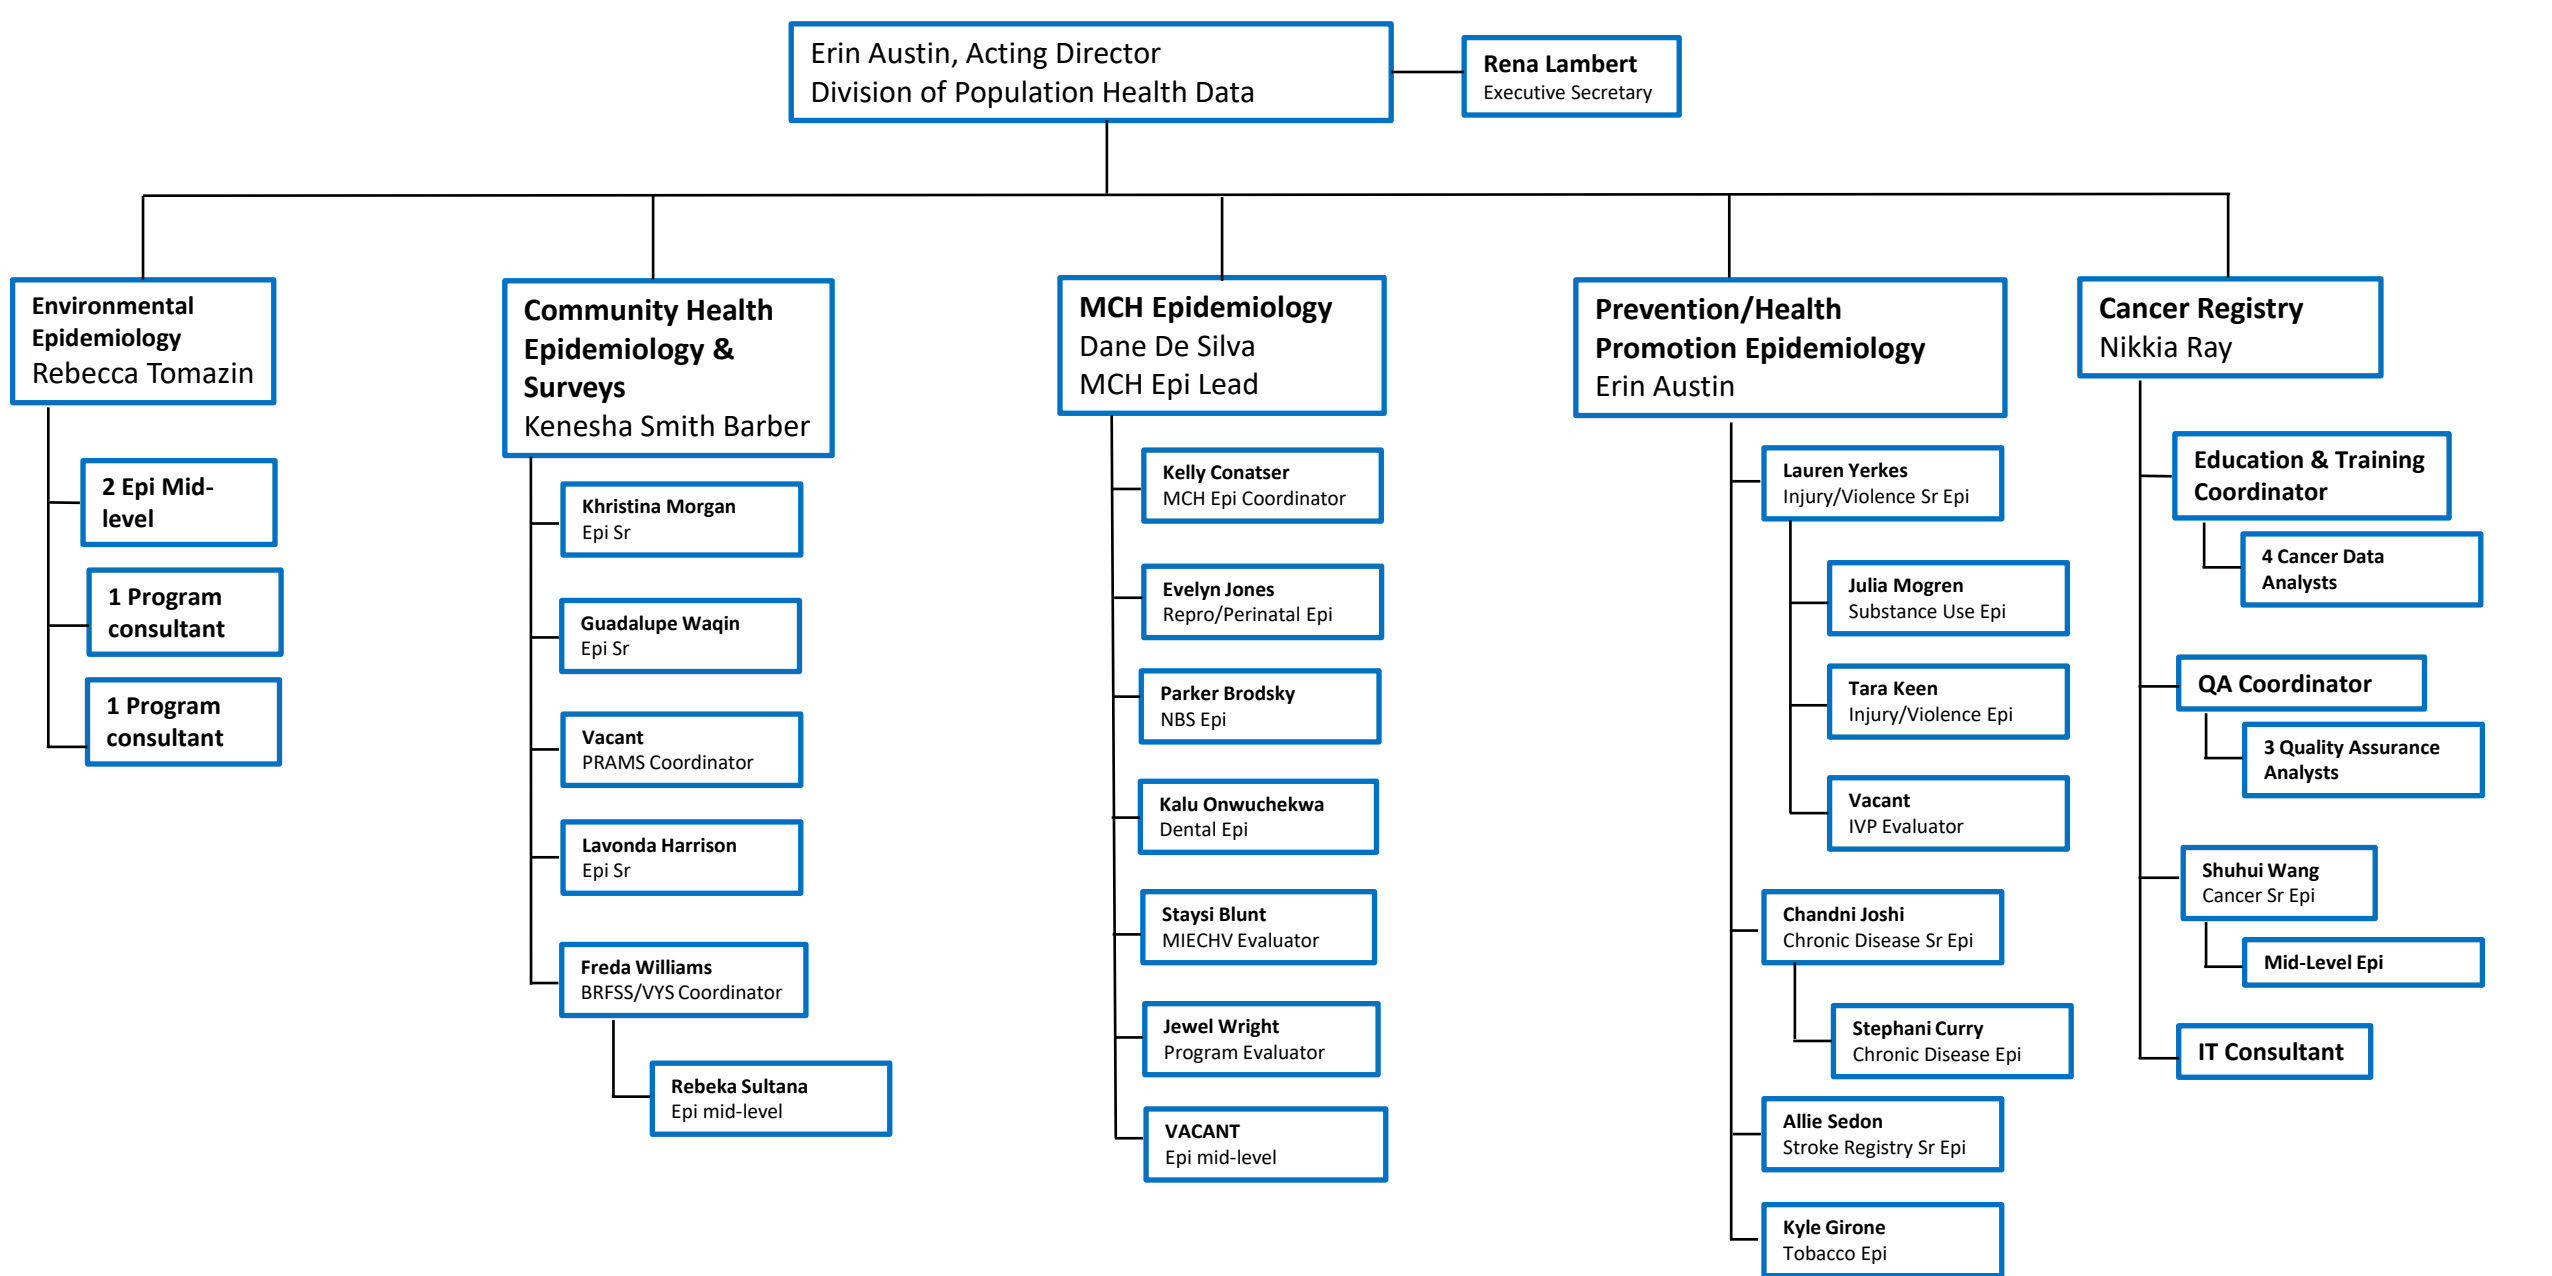 Erin Austin, Acting Director
Division of Population Health Data
Rena Lambert
Executive Secretary
Environmental
Epidemiology
Rebecca Tomazin
2 Epi Mid-
level
1 Program
consultant
1 Program
consultant
Community Health
Epidemiology &
Surveys
Kenesha Smith Barber
Khristina Morgan
Epi Sr
Guadalupe Waqin
Epi Sr
Vacant
PRAMS Coordinator
Lavonda Harrison
Epi Sr
Freda Williams
BRFSS/VYS Coordinator
Rebeka Sultana
Epi mid-level
MCH Epidemiology
Dane De Silva
MCH Epi Lead
Kelly Conatser
MCH Epi Coordinator
Evelyn Jones
Repro/Perinatal Epi
Parker Brodsky
NBS Epi
Kalu Onwuchekwa
Dental Epi
Staysi Blunt
MIECHV Evaluator
Jewel Wright
Program Evaluator
VACANT
Epi mid-level
Prevention/Health
Promotion Epidemiology
Erin Austin
Lauren Yerkes
Injury/Violence Sr Epi
Julia Mogren
Substance Use Epi
Tara Keen
Injury/Violence Epi
Vacant
IVP Evaluator
Chandni Joshi
Chronic Disease Sr Epi
Stephani Curry
Chronic Disease Epi
Allie Sedon
Stroke Registry Sr Epi
Kyle Girone
Tobacco Epi
Cancer Registry
Nikkia Ray
Education & Training
Coordinator
4 Cancer Data
Analysts
QA Coordinator
3 Quality Assurance
Analysts
Shuhui Wang
Cancer Sr Epi
Mid-Level Epi
IT Consultant